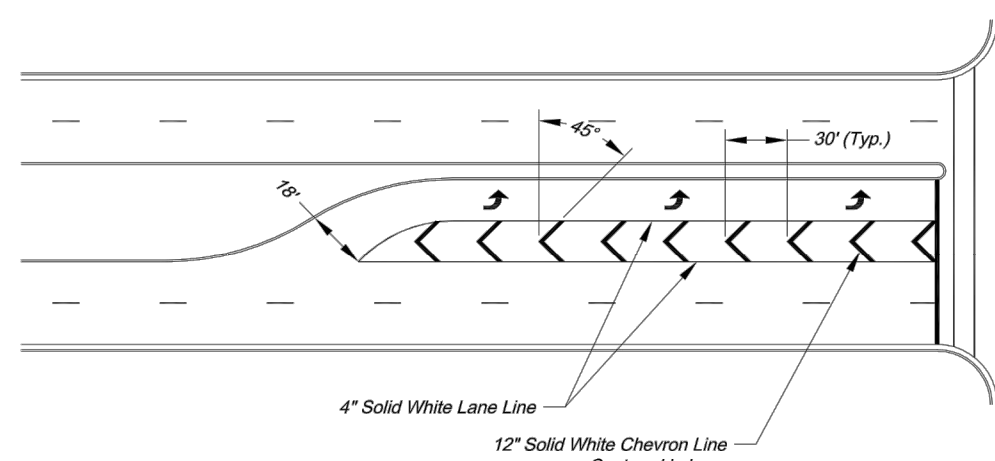 45°
30' (Typ.)
18'
4" Solid White Lane Line
12" Solid White Chevron Line